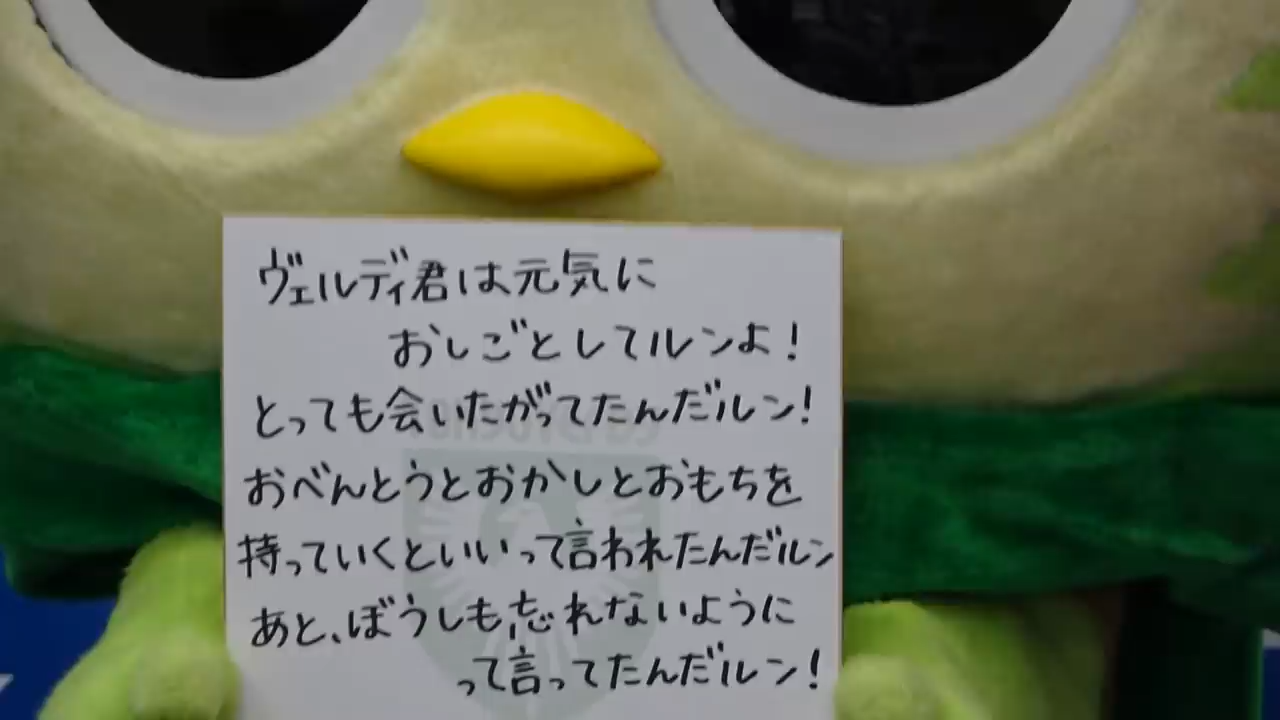 ヴェルディ君は元気に
おしごとしてルンよ!
とっても会いたがってたんだルン!
おべんとうとおかしとおもちを
持っていくといいって言われたんだルン
あと、ぼうしも忘れないように
って言ってたんだルン!